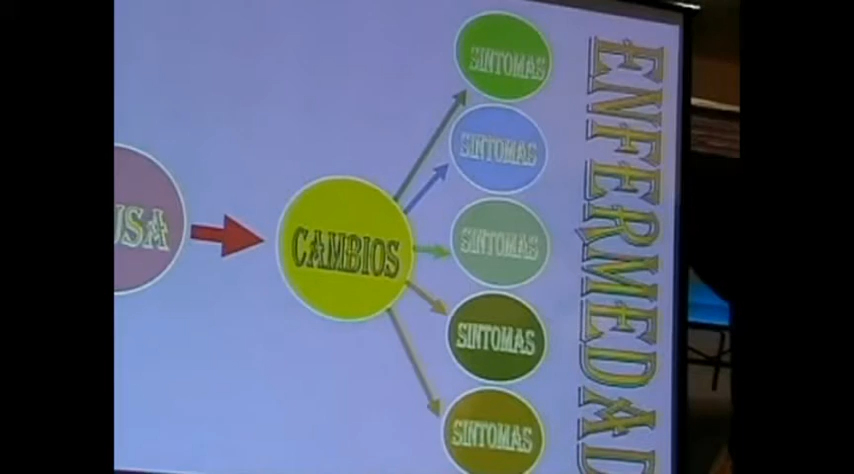 USA
CAMBIOS
SINTOMAS
SINTOMAS
SINTOMAS
SINTOMAS
SINTOMAS
ENFERMEDAD